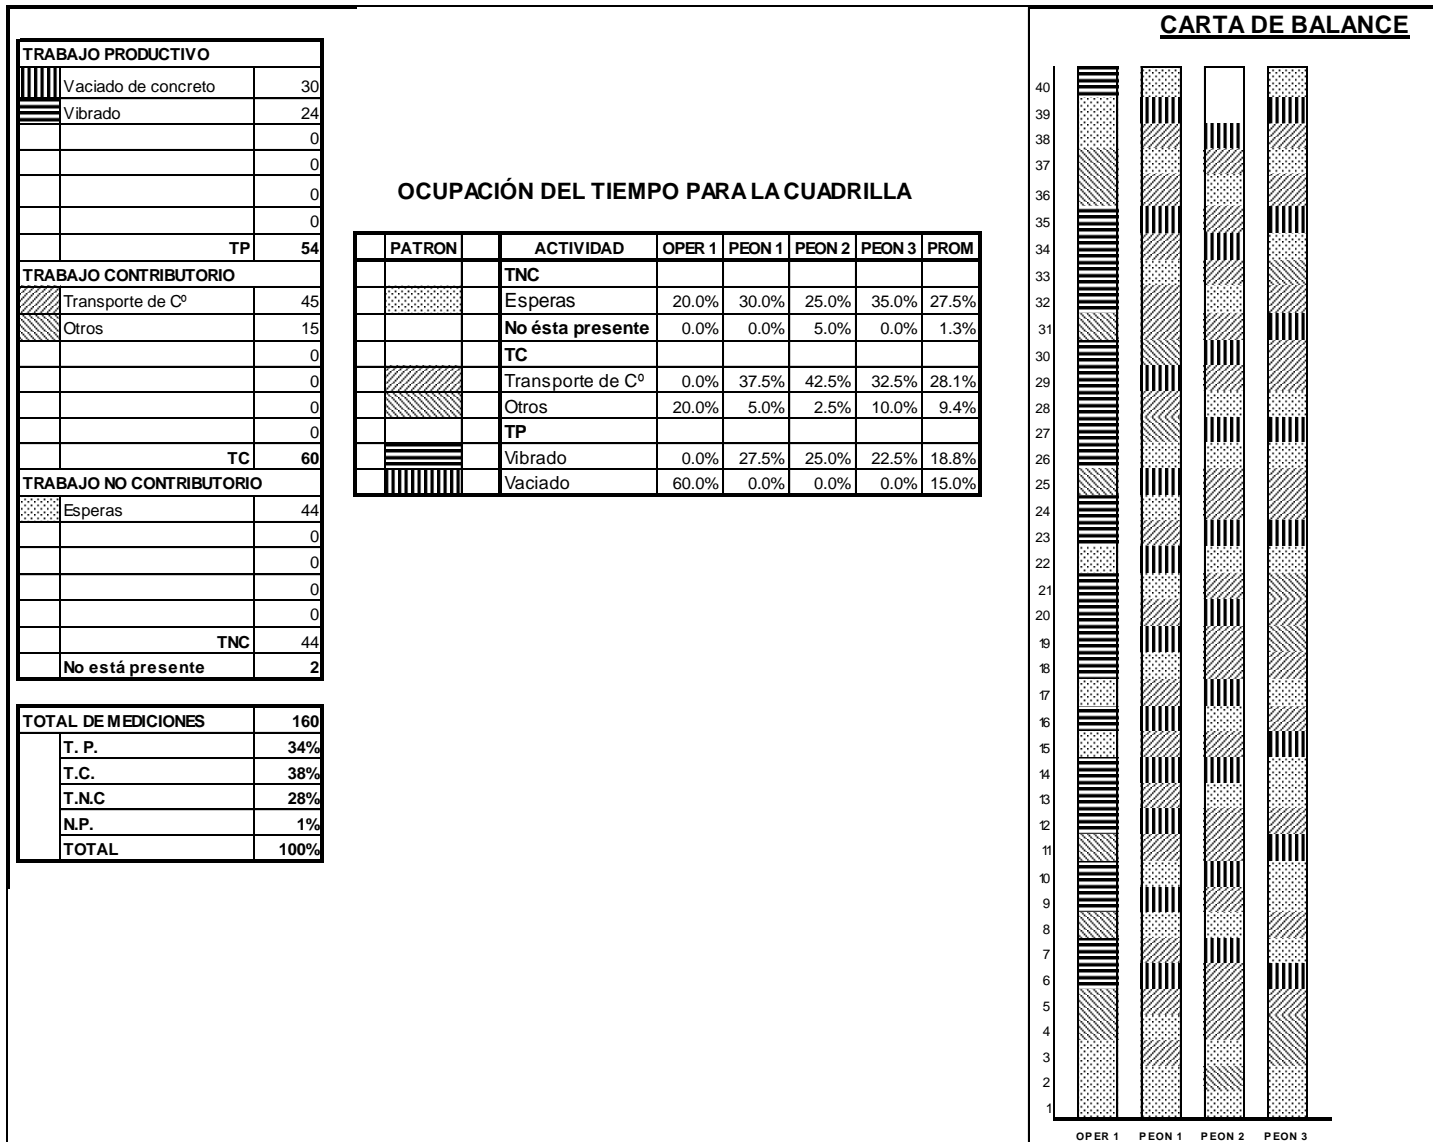 CARTA DE BALANCE
TRABAJO PRODUCTIVO
Vaciado de concreto 30
Vibrado 24
0
0
0
0
TP 54
TRABAJO CONTRIBUTORIO
Transporte de Cº 45
Otros 15
0
0
0
0
TC 60
TRABAJO NO CONTRIBUTORIO
Esperas 44
0
0
0
0
TNC 44
No está presente 2
TOTAL DE MEDICIONES 160
T. P. 34%
T.C. 38%
T.N.C 28%
N.P. 1%
TOTAL 100%
OCUPACIÓN DEL TIEMPO PARA LA CUADRILLA
PATRON ACTIVIDAD OPER 1 PEON 1 PEON 2 PEON 3 PROM
TNC
Esperas 20.0% 30.0% 25.0% 35.0% 27.5%
No ésta presente 0.0% 0.0% 5.0% 0.0% 1.3%
TC
Transporte de Cº 0.0% 37.5% 42.5% 32.5% 28.1%
Otros 20.0% 5.0% 2.5% 10.0% 9.4%
TP
Vibrado 0.0% 27.5% 25.0% 22.5% 18.8%
Vaciado 60.0% 0.0% 0.0% 0.0% 15.0%
40
39
38
37
36
35
34
33
32
31
30
29
28
27
26
25
24
23
22
21
20
19
18
17
16
15
14
13
12
11
10
9
8
7
6
5
4
3
2
1
OPER 1 PEON 1 PEON 2 PEON 3